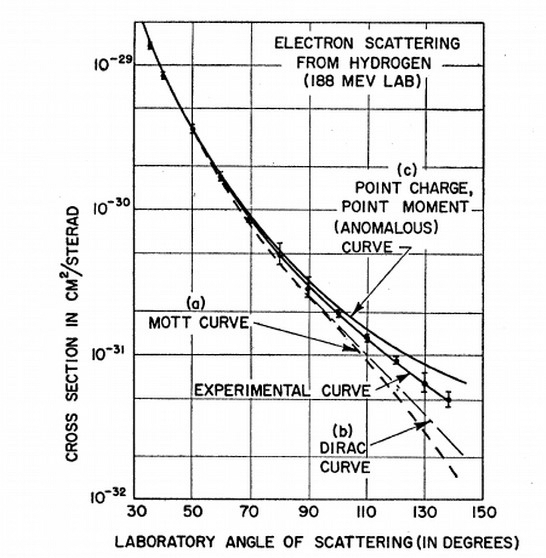 ELECTRON SCATTERING
FROM HYDROGEN
(188 MEV LAB)
10-29
(c)
POINT CHARGE,
POINT MOMENT
(ANOMALOUS)
CURVE
10-30
(a)
MOTT CURVE
10-31
EXPERIMENTAL CURVE
(b)
DIRAC
CURVE
10-32
CROSS SECTION IN CM²/STERAD
30 50 70 90 110 130 150
LABORATORY ANGLE OF SCATTERING (IN DEGREES)